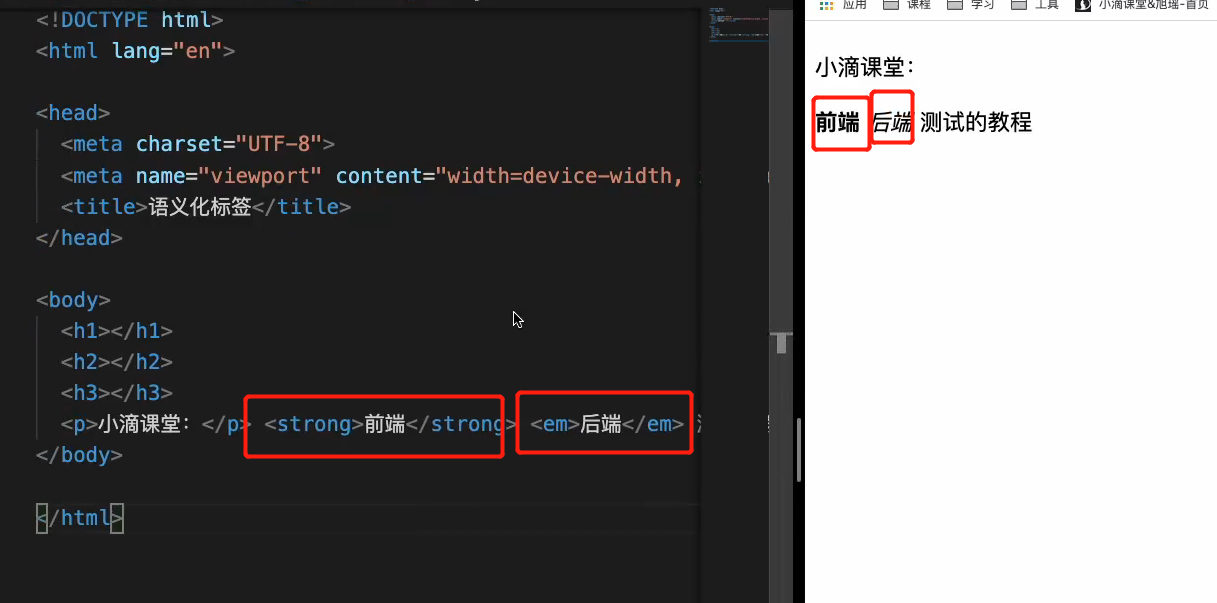 <!DOCTYPE html>
<html lang="en">
<head>
<meta charset="UTF-8">
<meta name="viewport" content="width=device-width,
<title>语义化标签</title>
</head>
<body>
<h1></h1>
<h2></h2>
<h3></h3>
<p>小滴课堂：</p> <strong>前端</strong> <em>后端</em>
</body>
</html>
应用 课程 学习 工具 小滴课堂&旭瑶-首页
小滴课堂：
前端 后端 测试的教程